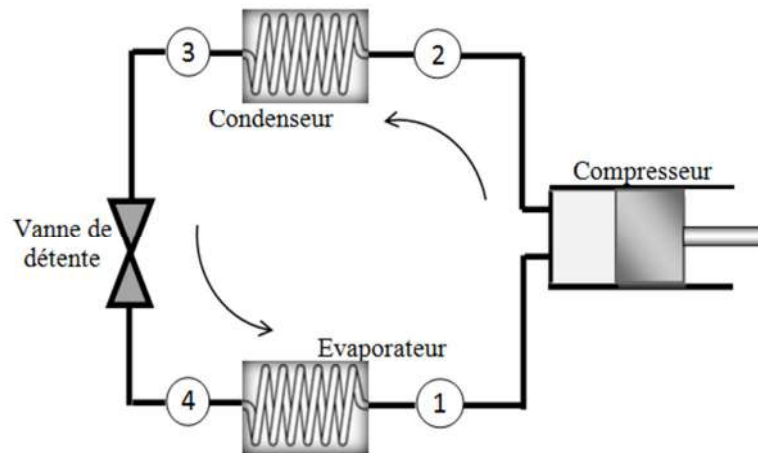 3
2
Condenseur
Compresseur
Vanne de
détente
Evaporateur
4
1